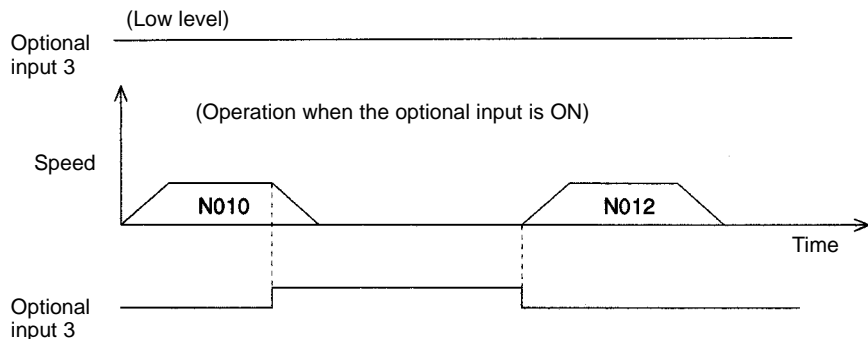 (Low level)
Optional
input 3
(Operation when the optional input is ON)
Speed
N010
N012
Time
Optional
input 3